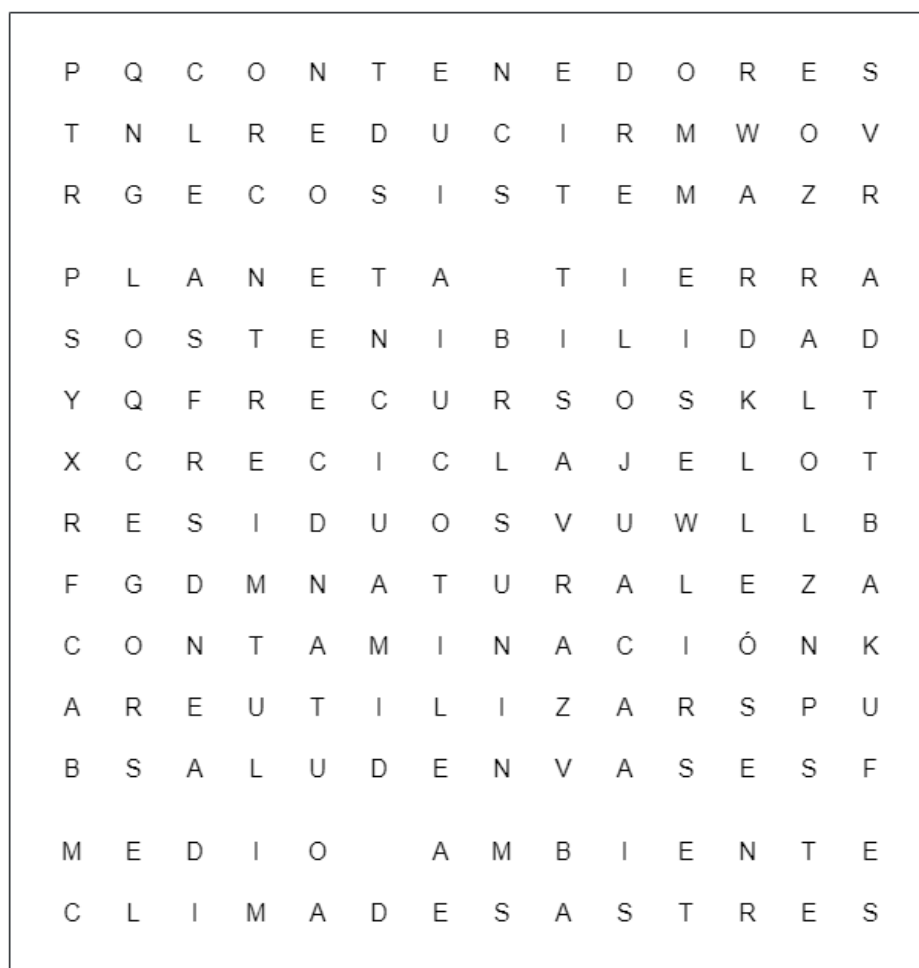 P Q C O N T E N E D O R E S
T N L R E D U C I R M W O V
R G E C O S I S T E M A Z R
P L A N E T A T I E R R A
S O S T E N I B I L I D A D
Y Q F R E C U R S O S K L T
X C R E C I C L A J E L O T
R E S I D U O S V U W L L B
F G D M N A T U R A L E Z A
C O N T A M I N A C I Ó N K
A R E U T I L I Z A R S P U
B S A L U D E N V A S E S F
M E D I O A M B I E N T E
C L I M A D E S A S T R E S